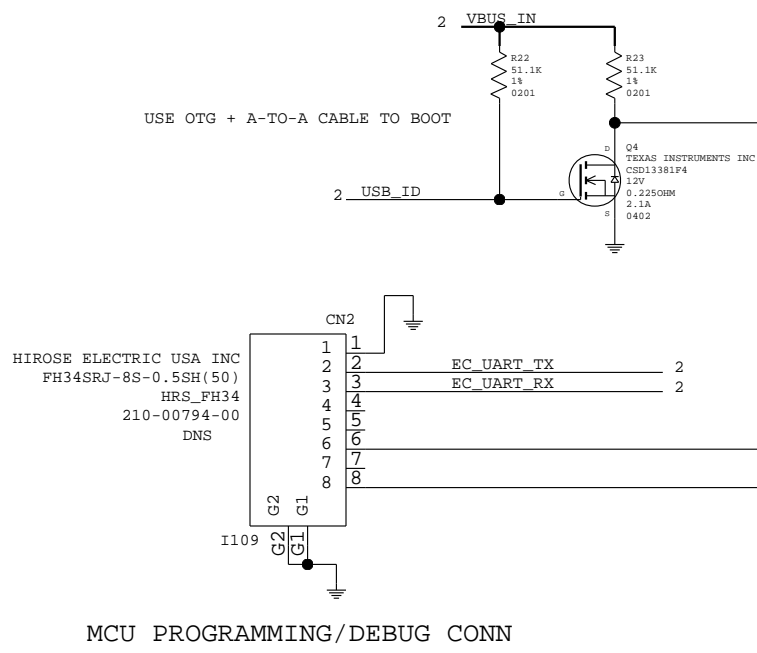 2 VBUS_IN
R22
51.1K
1%
0201
R23
51.1K
1%
0201
USE OTG + A-TO-A CABLE TO BOOT
D
Q4
TEXAS INSTRUMENTS INC
CSD13381F4
12V
0.225OHM
2.1A
0402
G
S
2 USB_ID
CN2
HIROSE ELECTRIC USA INC
FH34SRJ-8S-0.5SH(50)
HRS_FH34
210-00794-00
DNS
1 1
2 2 EC_UART_TX 2
3 3 EC_UART_RX 2
4 4
5 5
6 6
7 7
8 8
G2 G1
I109 G2 G1
MCU PROGRAMMING/DEBUG CONN